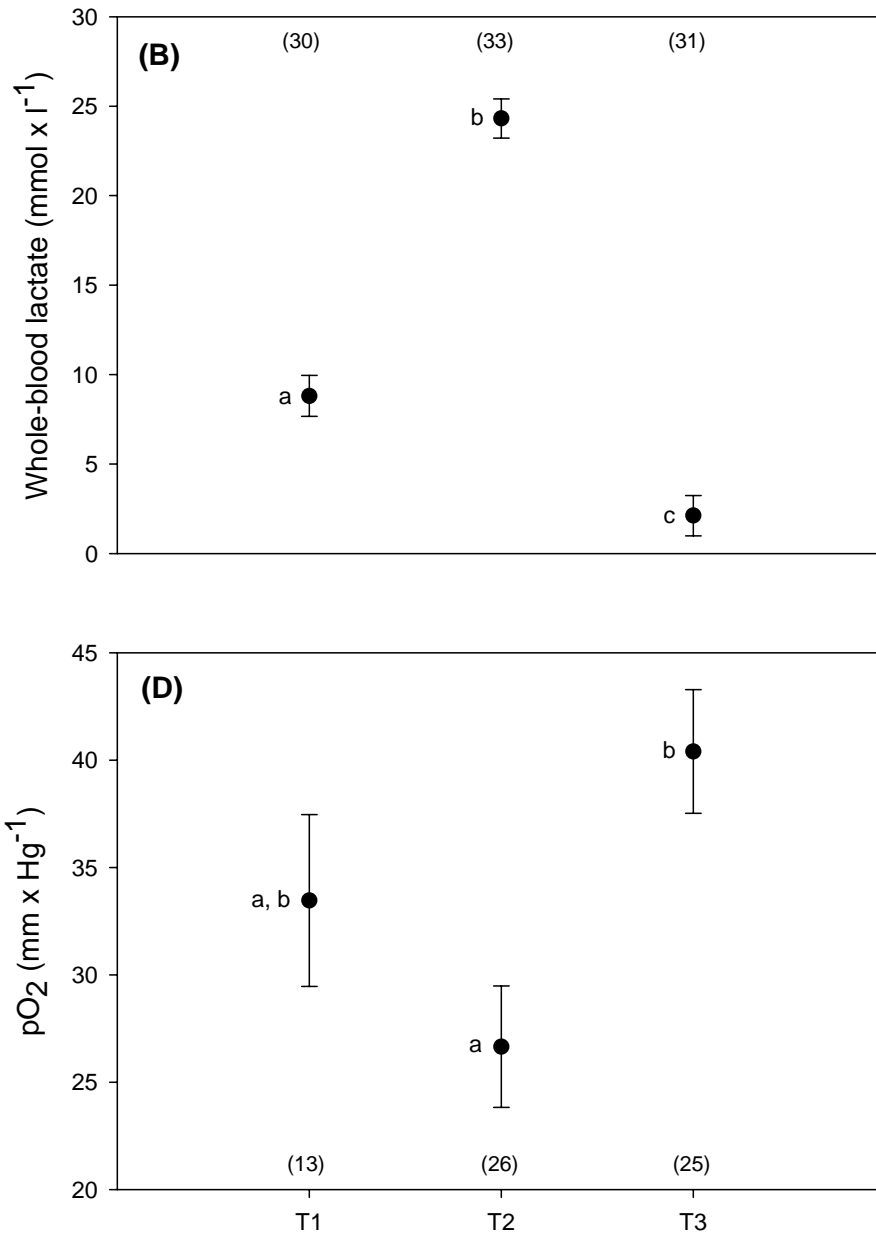 30
(B)
(30)
(33)
(31)
25
b
20
15
10
a
5
c
0
Whole-blood lactate (mmol x l⁻¹)
45
(D)
40
b
35
a, b
30
a
25
(13)
(26)
(25)
20
pO₂ (mm x Hg⁻¹)
T1
T2
T3